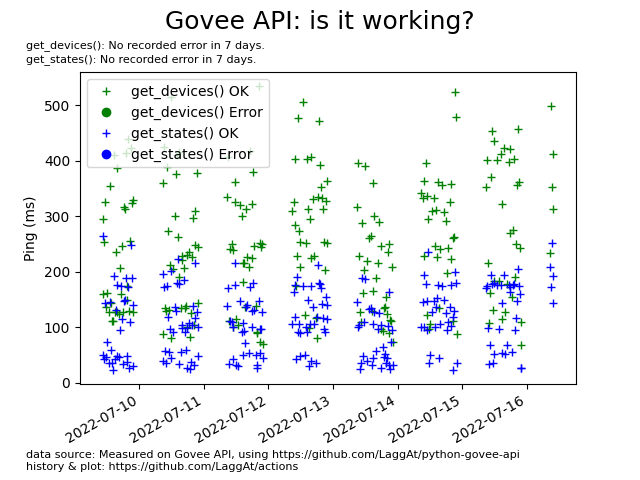 Govee API: is it working?
get_devices(): No recorded error in 7 days.
get_states(): No recorded error in 7 days.
get_devices() OK
get_devices() Error
get_states() OK
get_states() Error
Ping (ms)
500
400
300
200
100
0
2022-07-10
2022-07-11
2022-07-12
2022-07-13
2022-07-14
2022-07-15
2022-07-16
data source: Measured on Govee API, using https://github.com/LaggAt/python-govee-api
history & plot: https://github.com/LaggAt/actions